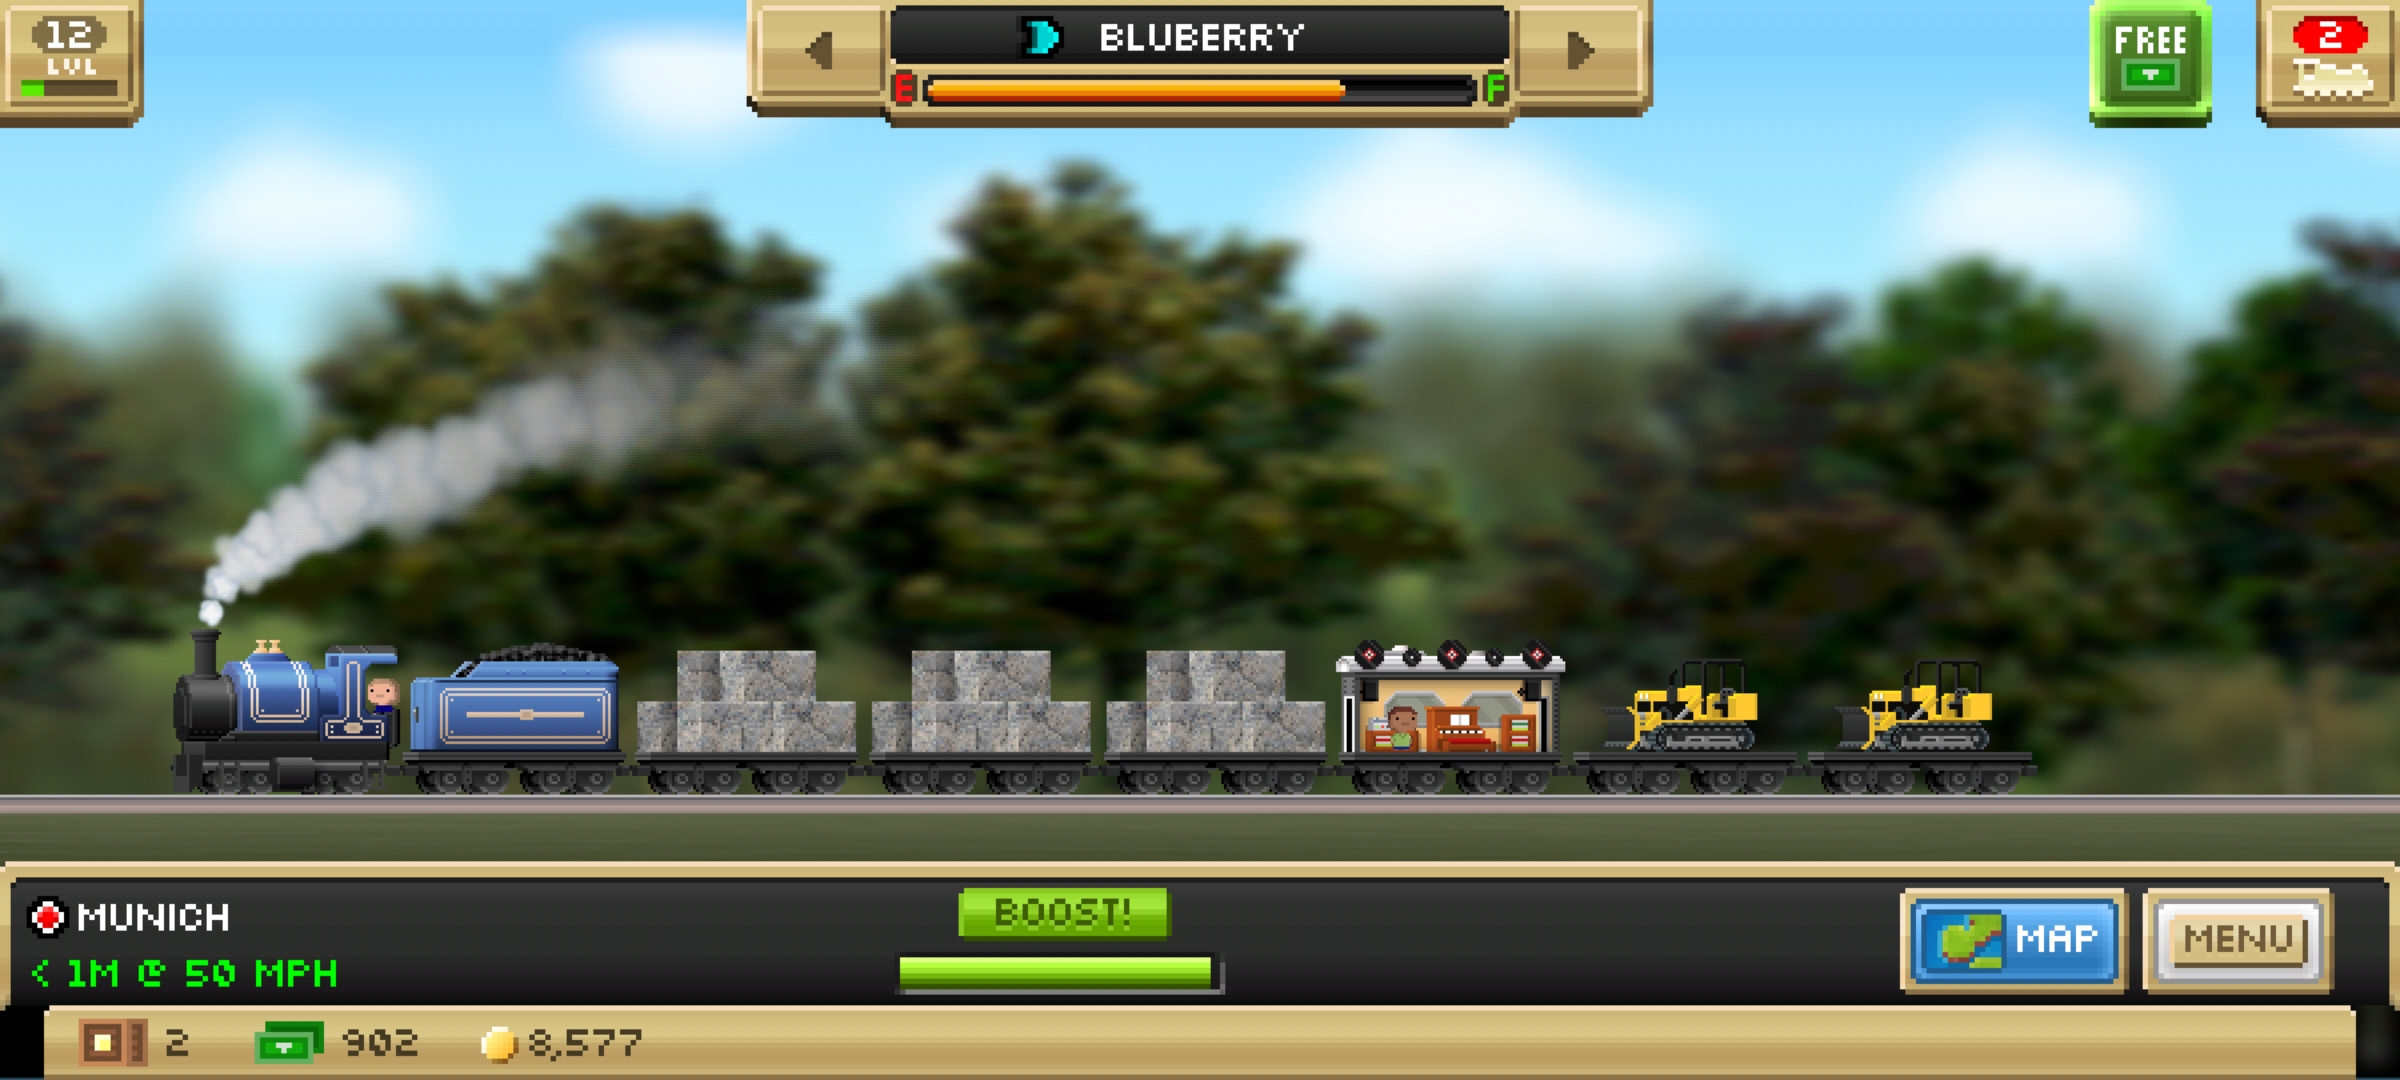 12
LVL
BLUBERRY
E F
FREE
2
MUNICH
< 1M @ 50 MPH
BOOST!
MAP
MENU
2 902 8,577